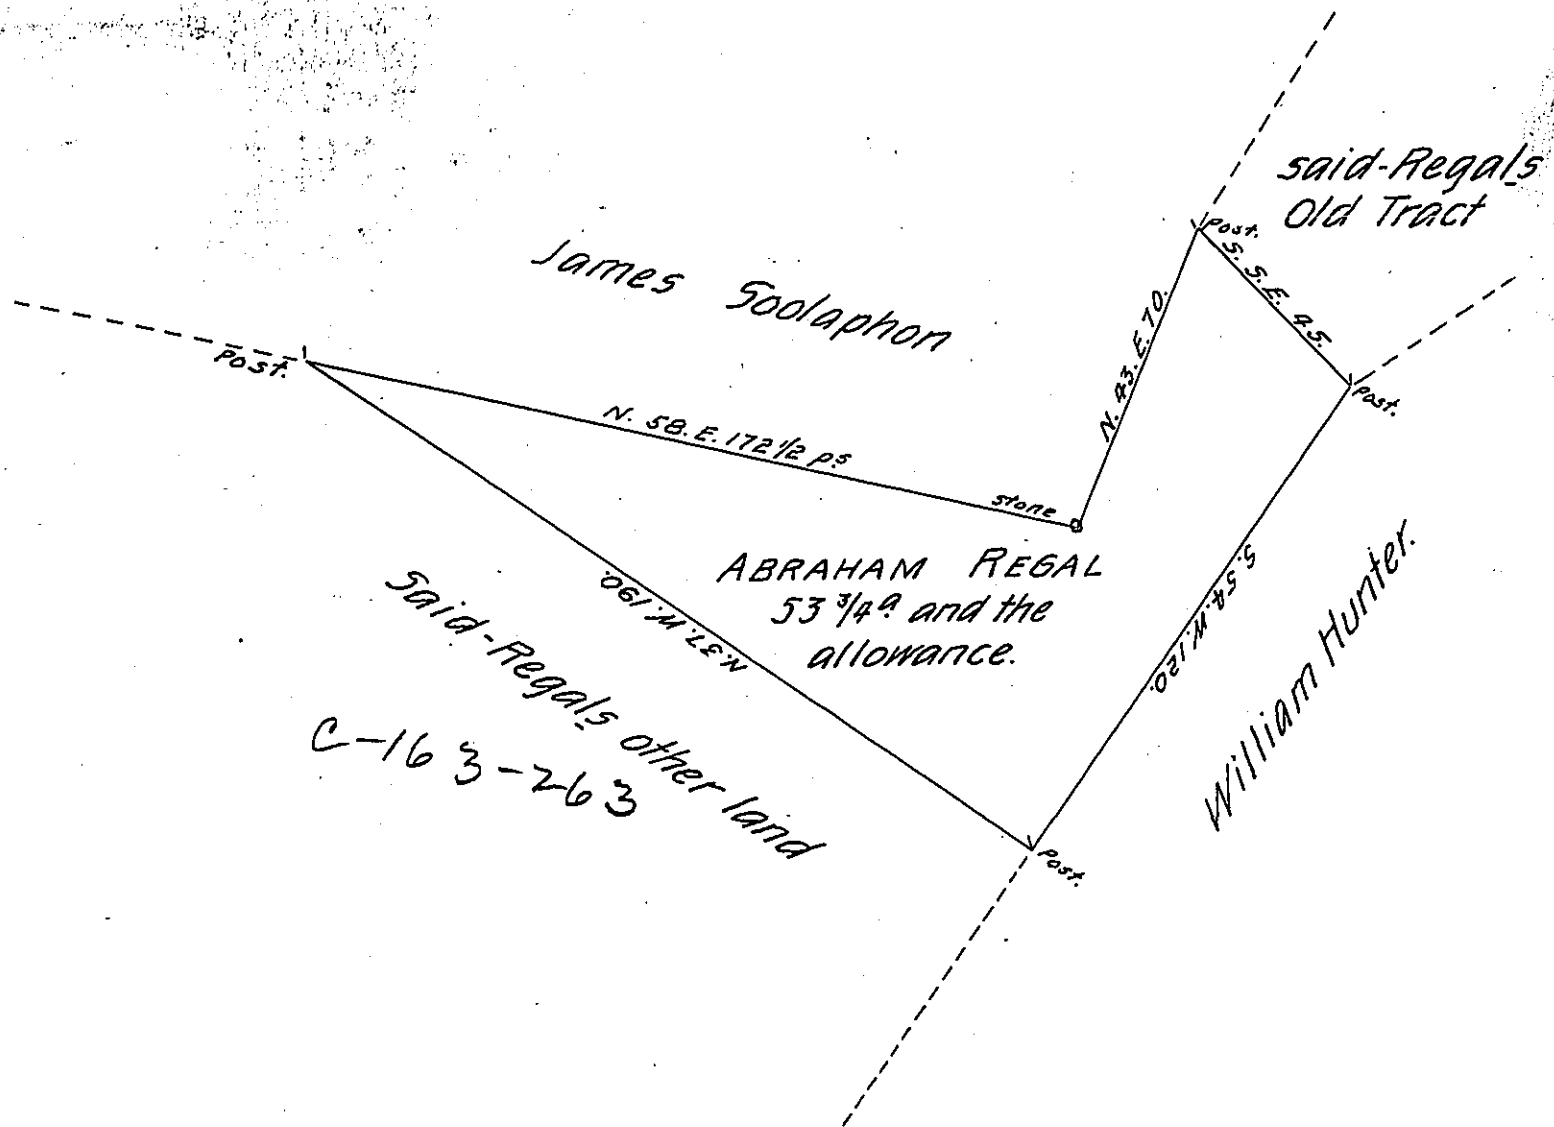 said-Regals
Old Tract
Post.
S. S.E. 45.
James Soolaphon
N. 43. E. 70.
Post.
Post.
N. 58. E. 172 1/2 ps
stone
ABRAHAM REGAL
53 3/4 a and the
allowance.
N. 37. W. 190.
S. 54. W. 120.
William Hunter.
Said-Regals other land
C-163-263
Post.